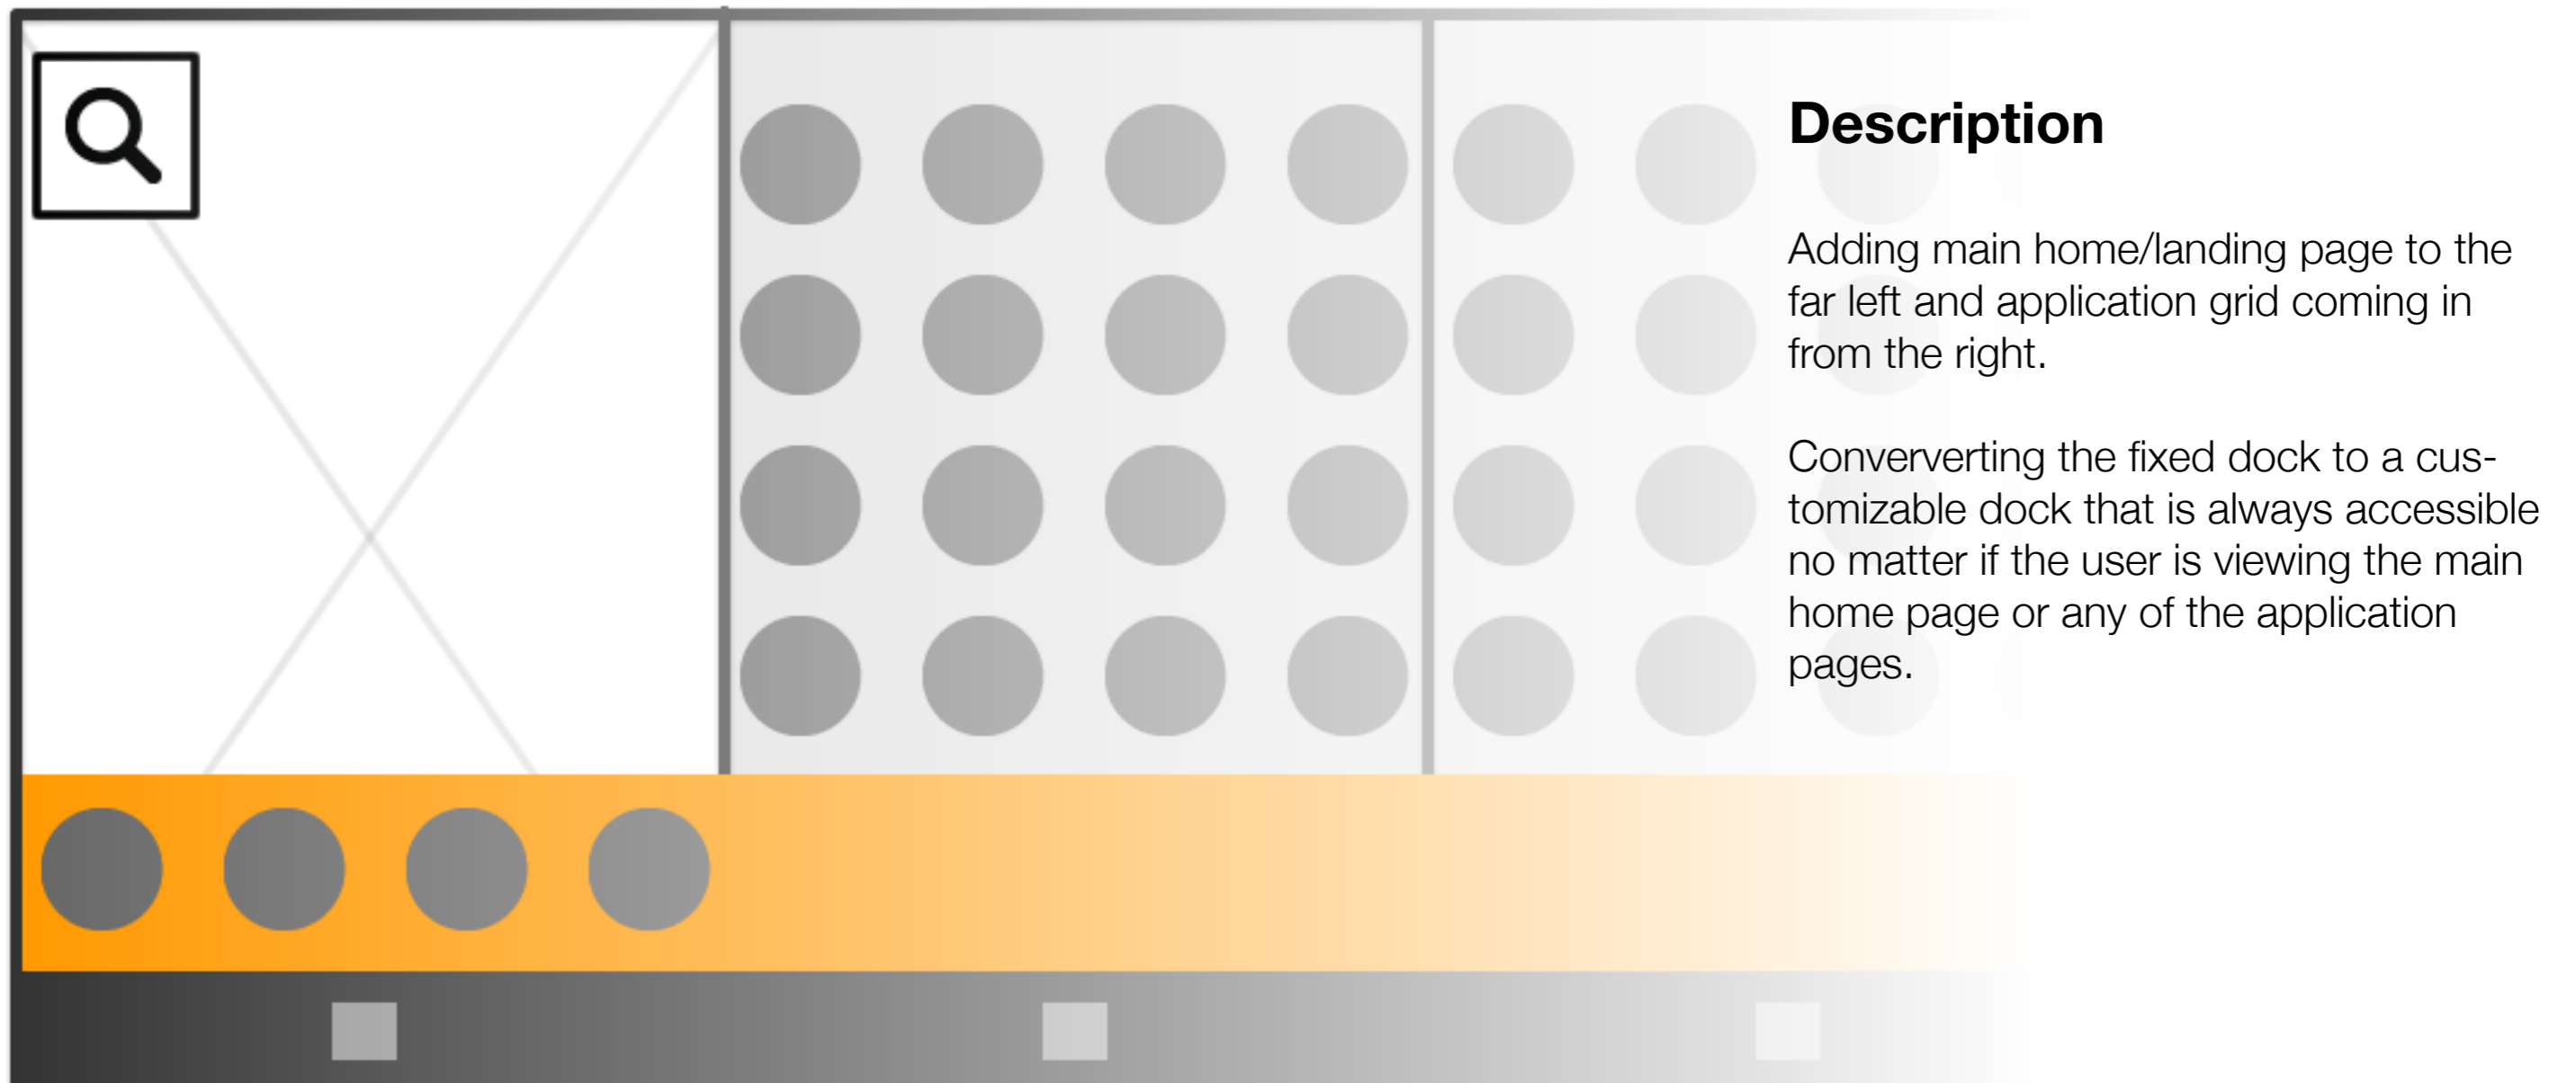 Description
Adding main home/landing page to the
far left and application grid coming in
from the right.
Conververting the fixed dock to a cus-
tomizable dock that is always accessible
no matter if the user is viewing the main
home page or any of the application
pages.